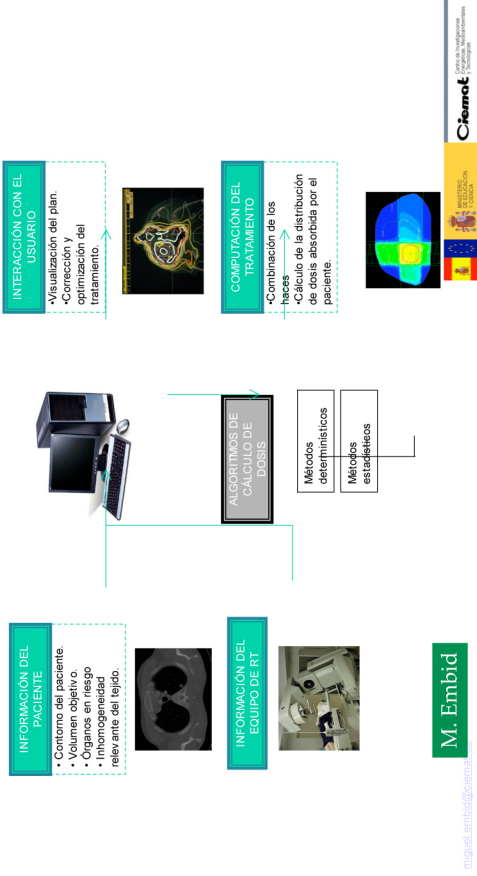 INFORMACIÓN DEL
PACIENTE
• Contorno del paciente.
• Volumen objetivo.
• Órganos en riesgo
• Inhomogeneidad
relevante del tejido.
INFORMACIÓN DEL
EQUIPO DE RT
ALGORITMOS DE
CÁLCULO DE
DOSIS
Métodos
determinísticos
Métodos
estadísticos
INTERACCIÓN CON EL
USUARIO
•Visualización del plan.
•Corrección y
optimización del
tratamiento.
COMPUTACIÓN DEL
TRATAMIENTO
•Combinación de los
haces
•Cálculo de la distribución
de dosis absorbida por el
paciente.
M. Embid
miguel.embid@ciemat.es
MINISTERIO
DE EDUCACIÓN
Y CIENCIA
Ciemat
Centro de Investigaciones
Energéticas, Medioambientales
y Tecnológicas